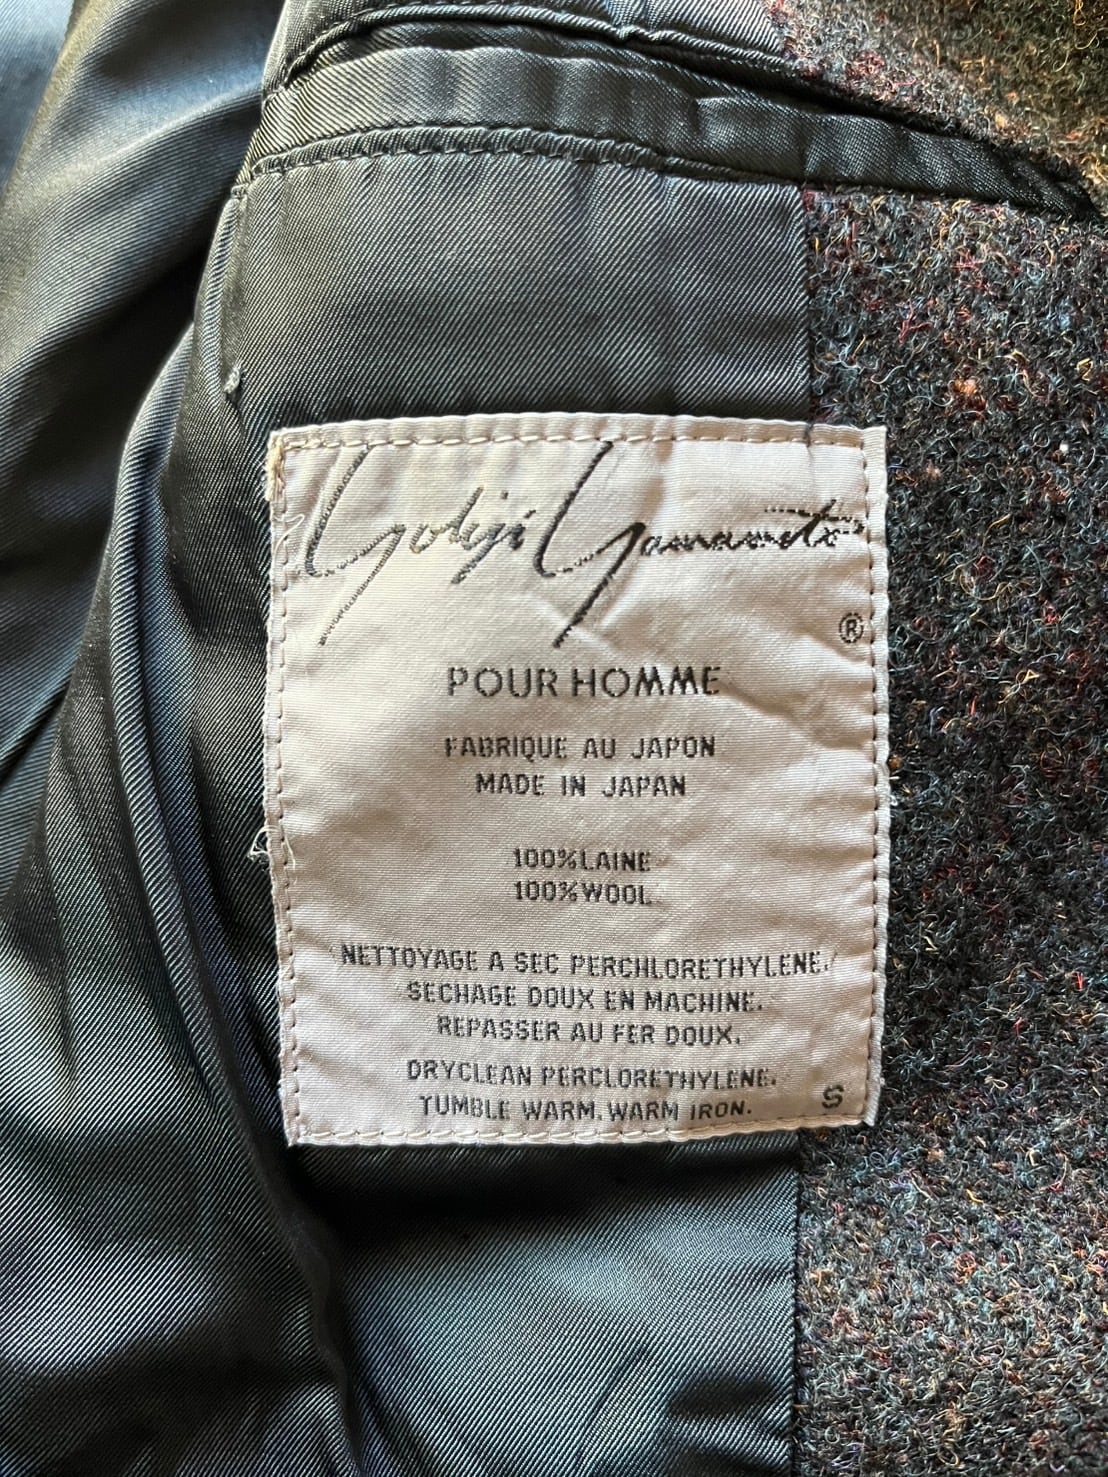 Yohji Yamamoto
®
POUR HOMME
FABRIQUE AU JAPON
MADE IN JAPAN
100%LAINE
100%WOOL
NETTOYAGE A SEC PERCHLORETHYLENE.
SECHAGE DOUX EN MACHINE.
REPASSER AU FER DOUX.
DRYCLEAN PERCLORETHYLENE.
TUMBLE WARM. WARM IRON.
S